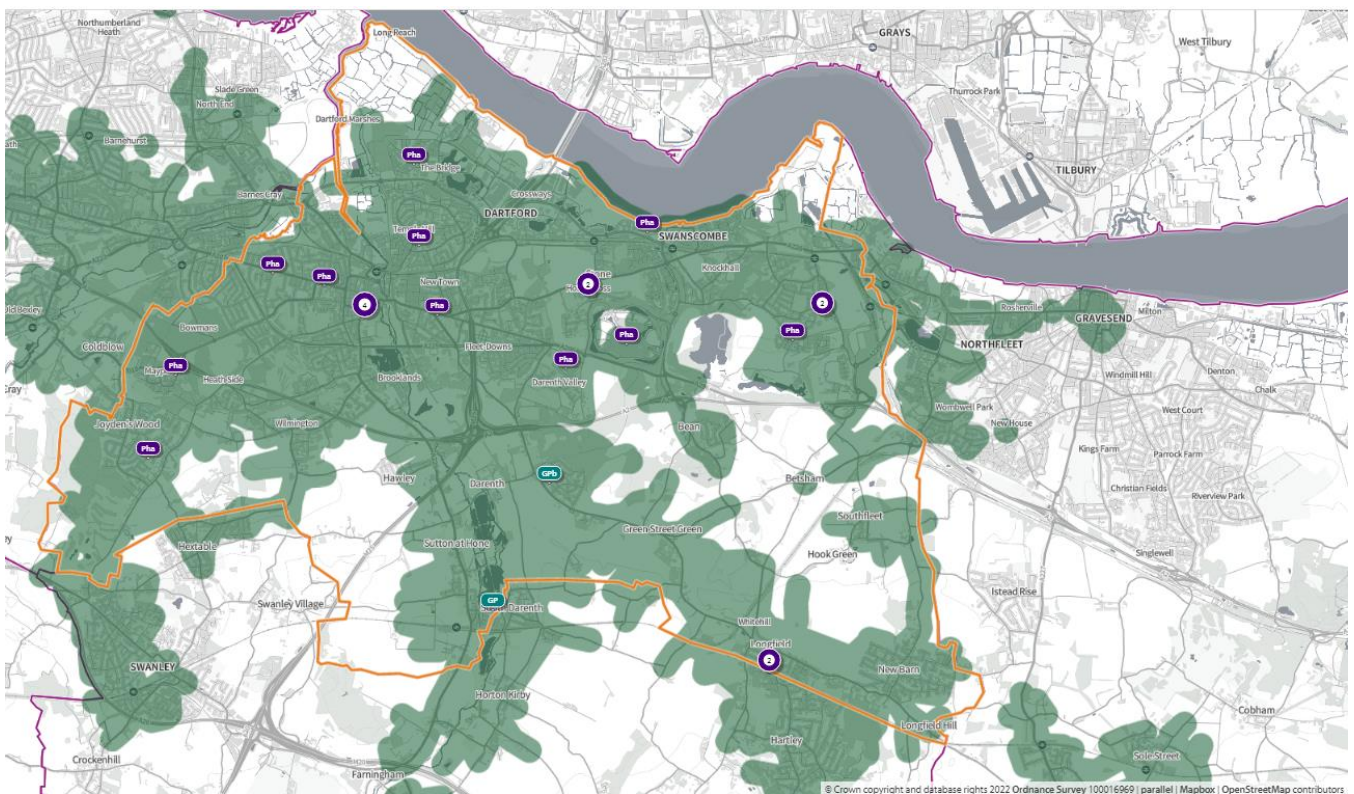 Northumberland
Heath
Long Reach
GRAYS
West Tilbury
Slade Green
North End
Thurrock Park
Dartford Marshes
Barnehurst
Pha
The Bridge
TILBURY
Barnes Cray
Crossways
DARTFORD
Pha
Pha
SWANSCOMBE
Pha
Pha
New Town
Knockhall
Pha
4
2
Old Bexley
Rosherville
GRAVESEND
Milton
Bowmans
Pha
Pha
NORTHFLEET
Coldblow
Fleet-Downs
Pha
Darenth Valley
Windmill Hill
Denton
Pha
Heath Side
Brooklands
Chalk
Cray
West Court
Wombwell Park
Joyden's Wood
Wilmington
Bean
New House
Kings Farm
Parrock Farm
Pha
Hawley
Darenth
GPb
Betsham
Christian Fields
Riverview Park
Southfleet
Green Street Green
Hextable
Sutton at Hone
Hook Green
Singlewell
Istead Rise
Swanley Village
GP
Whitehill
Longfield
2
SWANLEY
New Barn
Horton Kirby
Cobham
Longfield Hill
Hartley
Sole Street
Crockenhill
Farningham
© Crown copyright and database rights 2022 Ordnance Survey 100016969 | parallel | Mapbox | OpenStreetMap contributors